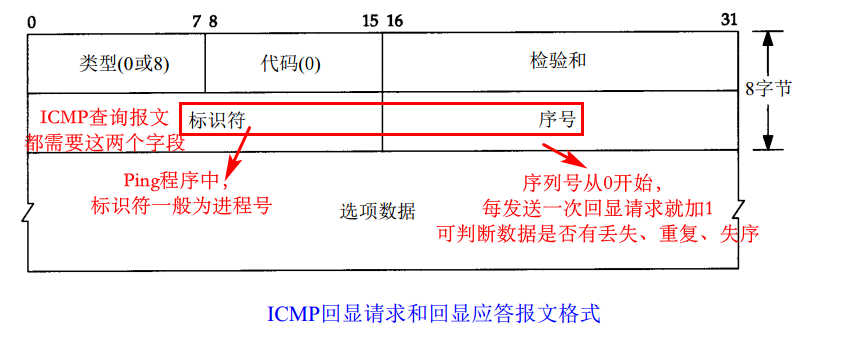 0 7 8 15 16 31
类型(0或8) 代码(0) 检验和
8字节
ICMP查询报文
都需要这两个字段
标识符 序号
Ping程序中，
标识符一般为进程号
序列号从0开始，
每发送一次回显请求就加1
可判断数据是否有丢失、重复、失序
选项数据
ICMP回显请求和回显应答报文格式